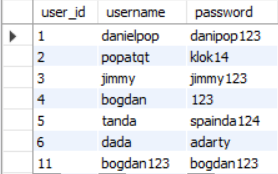 user_id username password
1 danielpop danipop123
2 popatqt klok14
3 jimmy jimmy123
4 bogdan 123
5 tanda spainda124
6 dada adarty
11 bogdan123 bogdan123